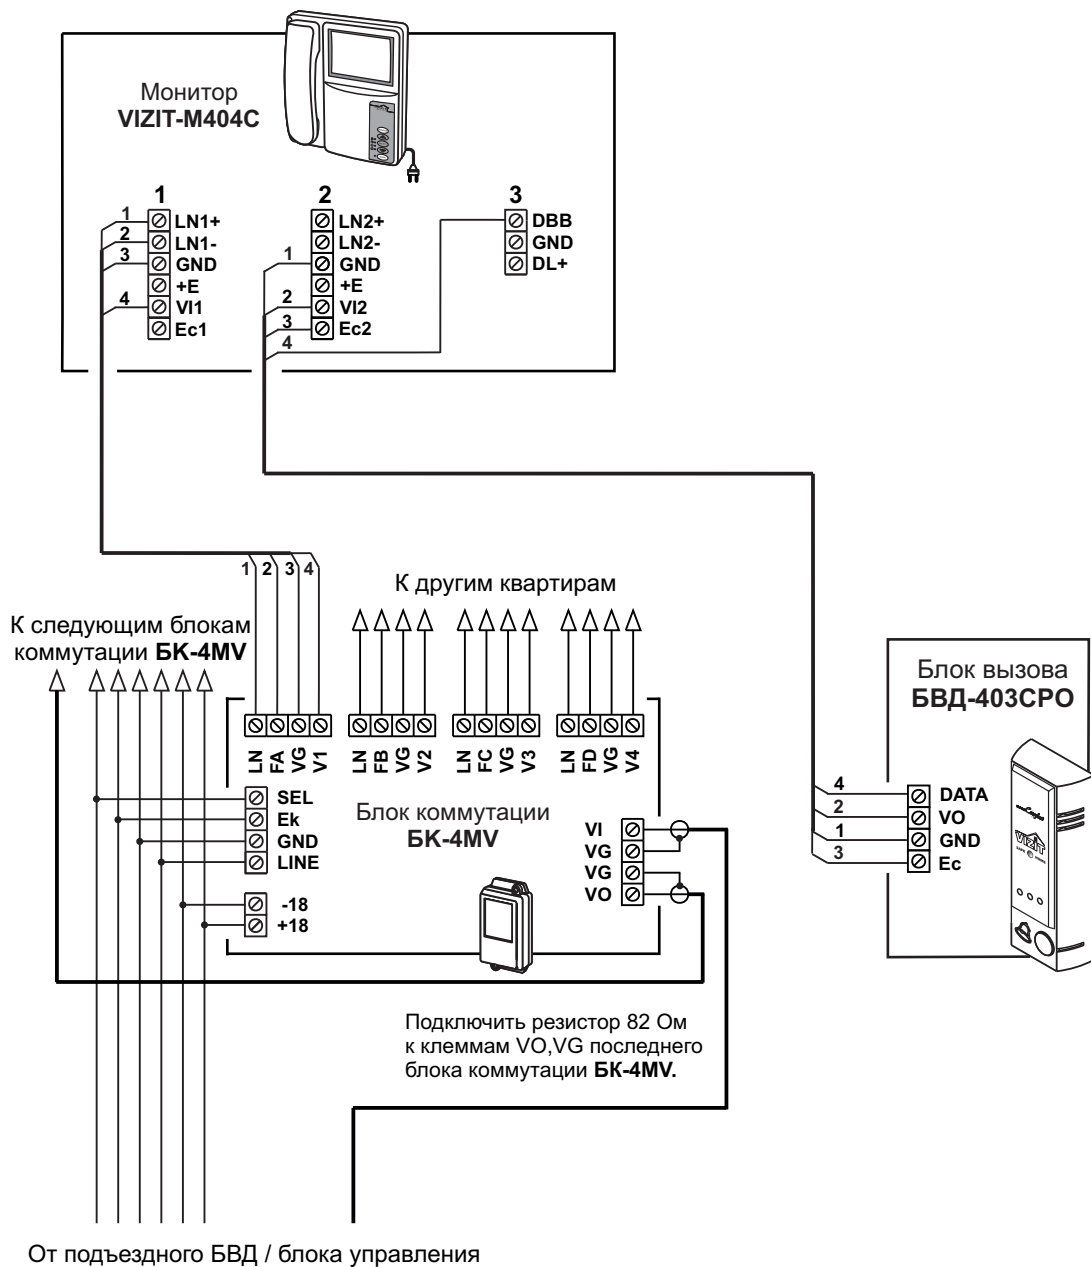 Монитор
VIZIT-M404C
1
2
3
1
2
3
4
LN1+
LN1-
GND
+E
VI1
Ec1
1
2
3
4
LN2+
LN2-
GND
+E
VI2
Ec2
DBB
GND
DL+
1 2 3 4
К другим квартирам
К следующим блокам
коммутации БK-4MV
LN FA VG V1
LN FB VG V2
LN FC VG V3
LN FD VG V4
SEL
Ek
GND
LINE
-18
+18
Блок коммутации
БK-4MV
VI
VG
VG
VO
Блок вызова
БВД-403CPO
4
2
1
3
DATA
VO
GND
Ec
VIZIT
Подключить резистор 82 Ом
к клеммам VO,VG последнего
блока коммутации БK-4MV.
От подъездного БВД / блока управления